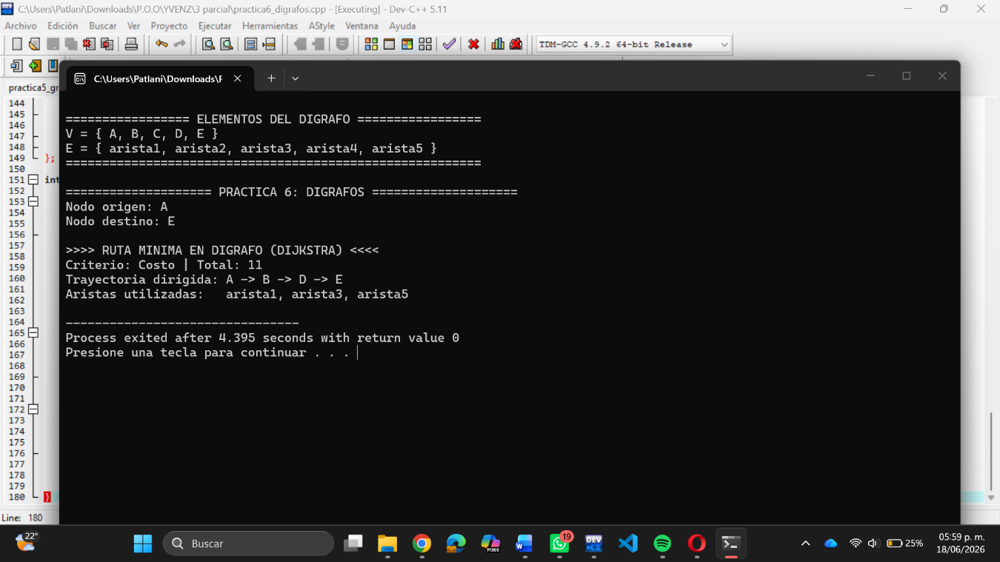 C:\Users\Patlani\Downloads\P.O.O\YVENZ\3 parcial\practica6_digrafos.cpp - [Executing] - Dev-C++ 5.11
Archivo Edición Buscar Ver Proyecto Ejecutar Herramientas AStyle Ventana Ayuda
TDM-GCC 4.9.2 64-bit Release
C:\Users\Patlani\Downloads\F
practica5_gr
144
145
146
147
148
149 };
150
151 int
152
153
154
155
156
157
158
159
160
161
162
163
164
165
166
167
168
169
170
171
172
173
174
175
176
177
178
179
180 }
================= ELEMENTOS DEL DIGRAFO =================
V = { A, B, C, D, E }
E = { arista1, arista2, arista3, arista4, arista5 }
=========================================================
==================== PRACTICA 6: DIGRAFOS ====================
Nodo origen: A
Nodo destino: E
>>>> RUTA MINIMA EN DIGRAFO (DIJKSTRA) <<<<
Criterio: Costo | Total: 11
Trayectoria dirigida: A -> B -> D -> E
Aristas utilizadas:   arista1, arista3, arista5
--------------------------------
Process exited after 4.395 seconds with return value 0
Presione una tecla para continuar . . .
Line: 180
22°
Buscar
M365
19
DEV
25%
05:59 p. m.
18/06/2026